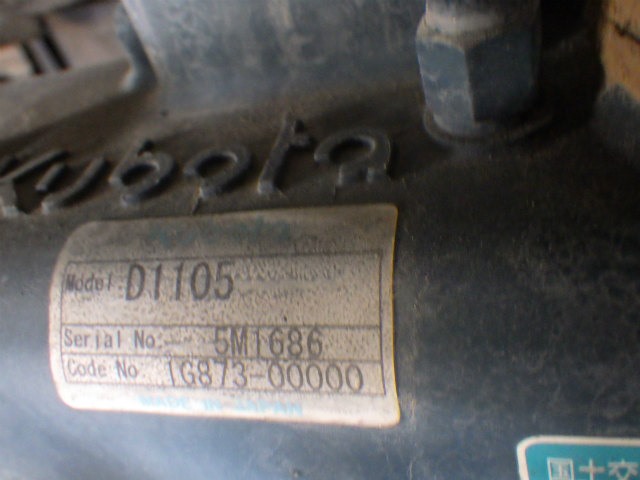 Kubota
Model D1105
Serial No. 5M1686
Code No. 1G873-00000
MADE IN JAPAN
国土交